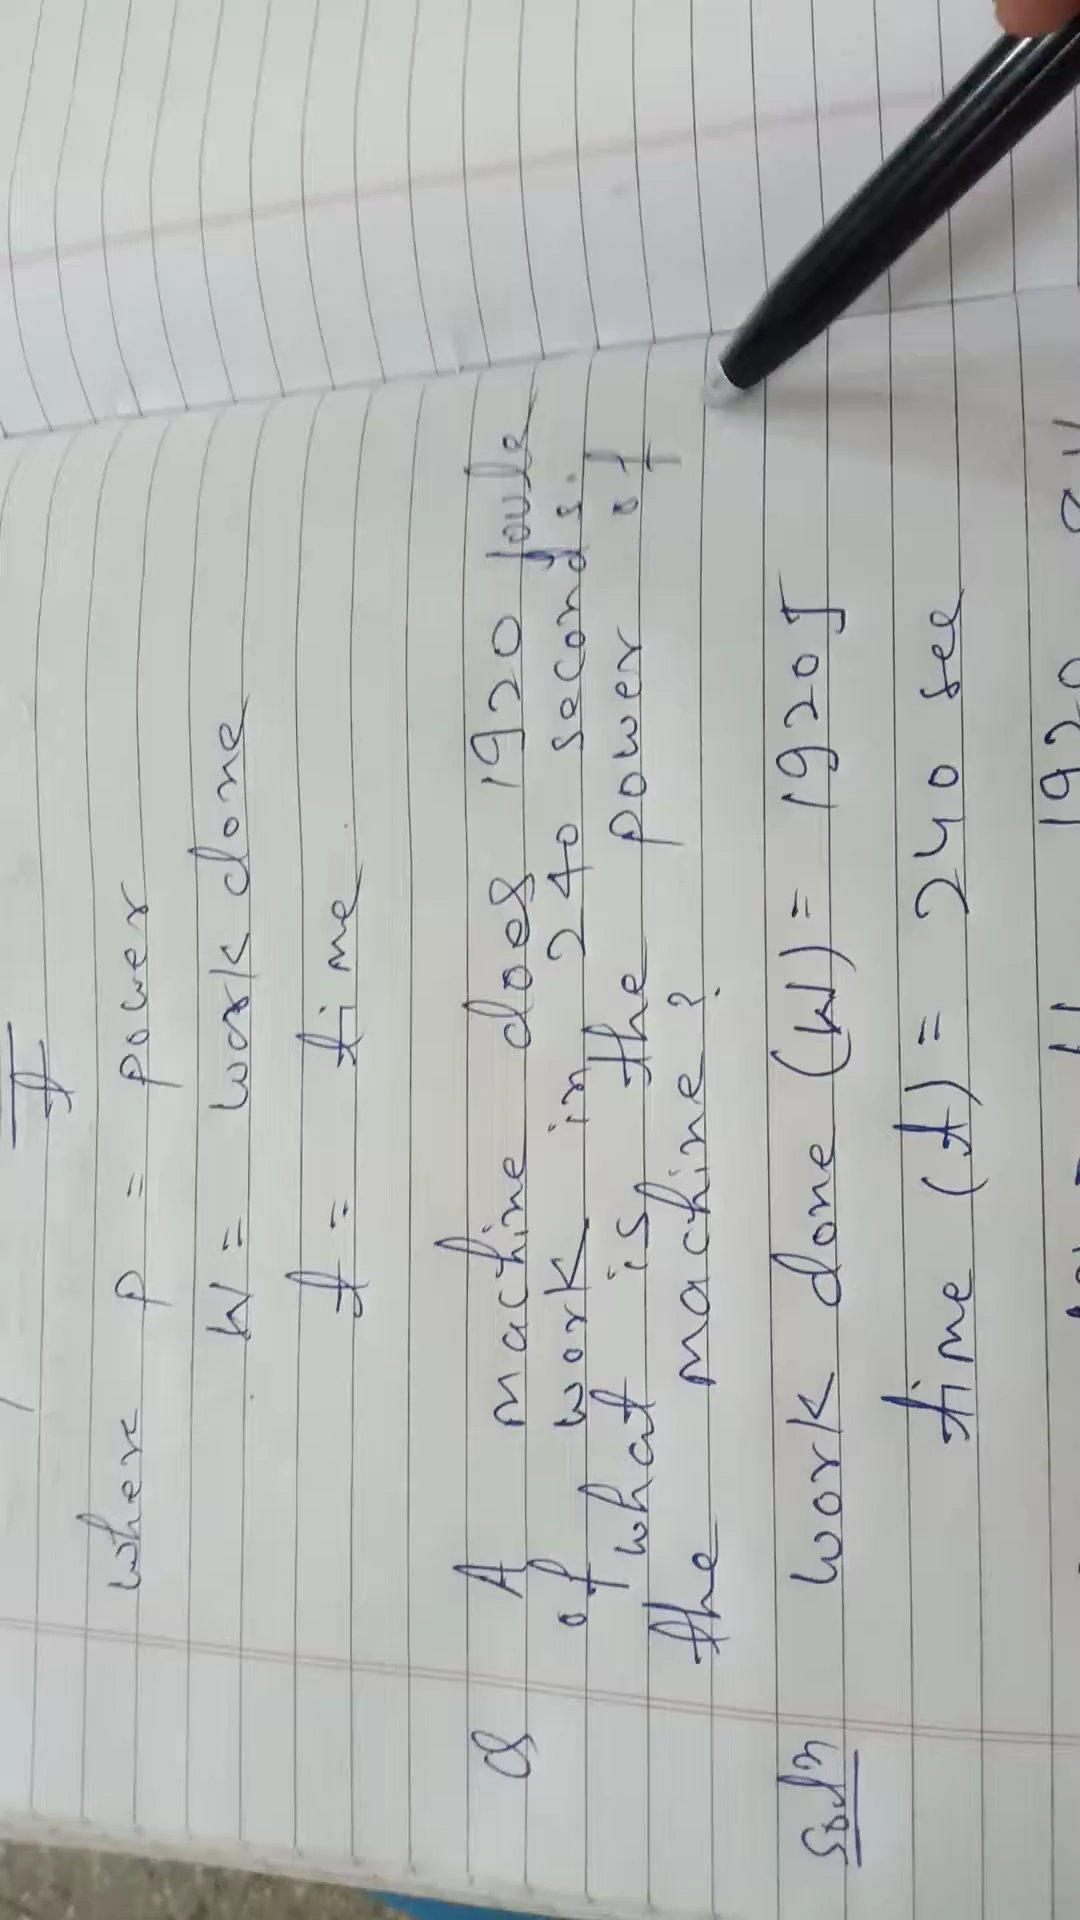 t
where P = power
W = work done
t = time
Q A machine does 1920 Joule
of work in 240 seconds.
what is the power of
the machine?
Soln work done (W) = 1920J
time (t) = 240 sec
1920